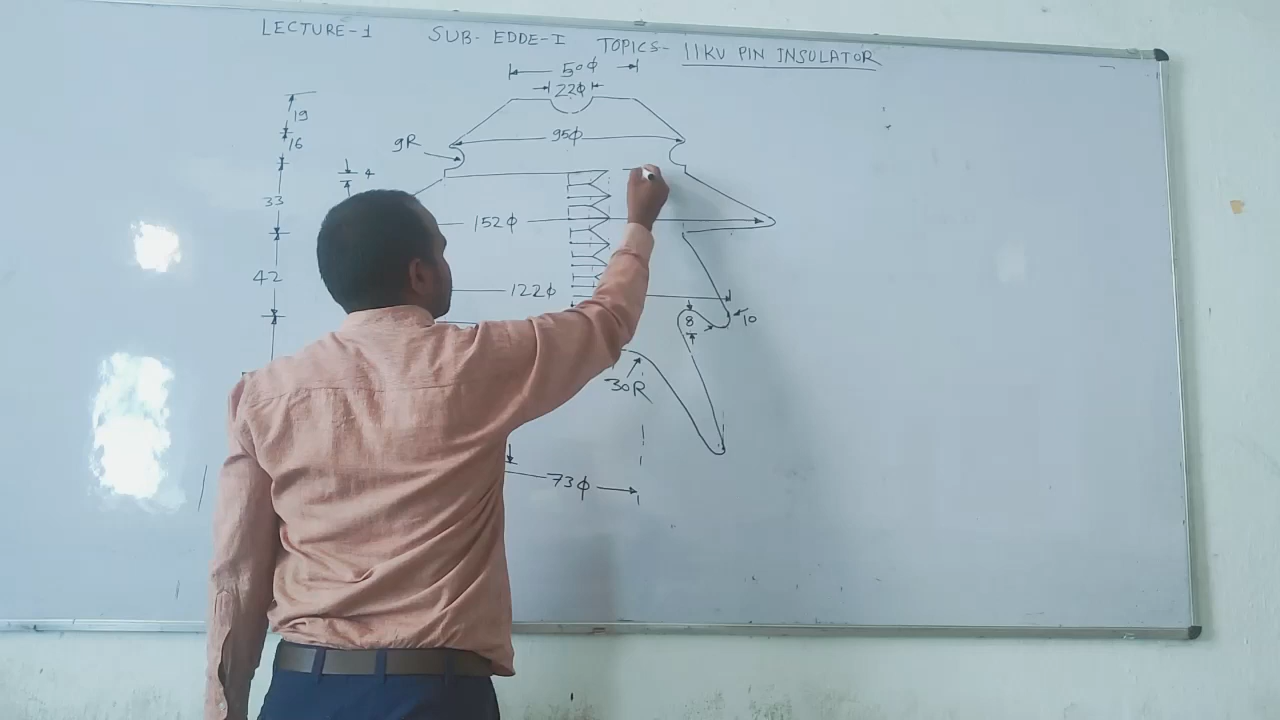 LECTURE-1 SUB- EDDE-I TOPICS- 11KV PIN INSULATOR
50φ
22φ
19
95φ
16
9R
4
33
152φ
42
122φ
8
10
30R
73φ